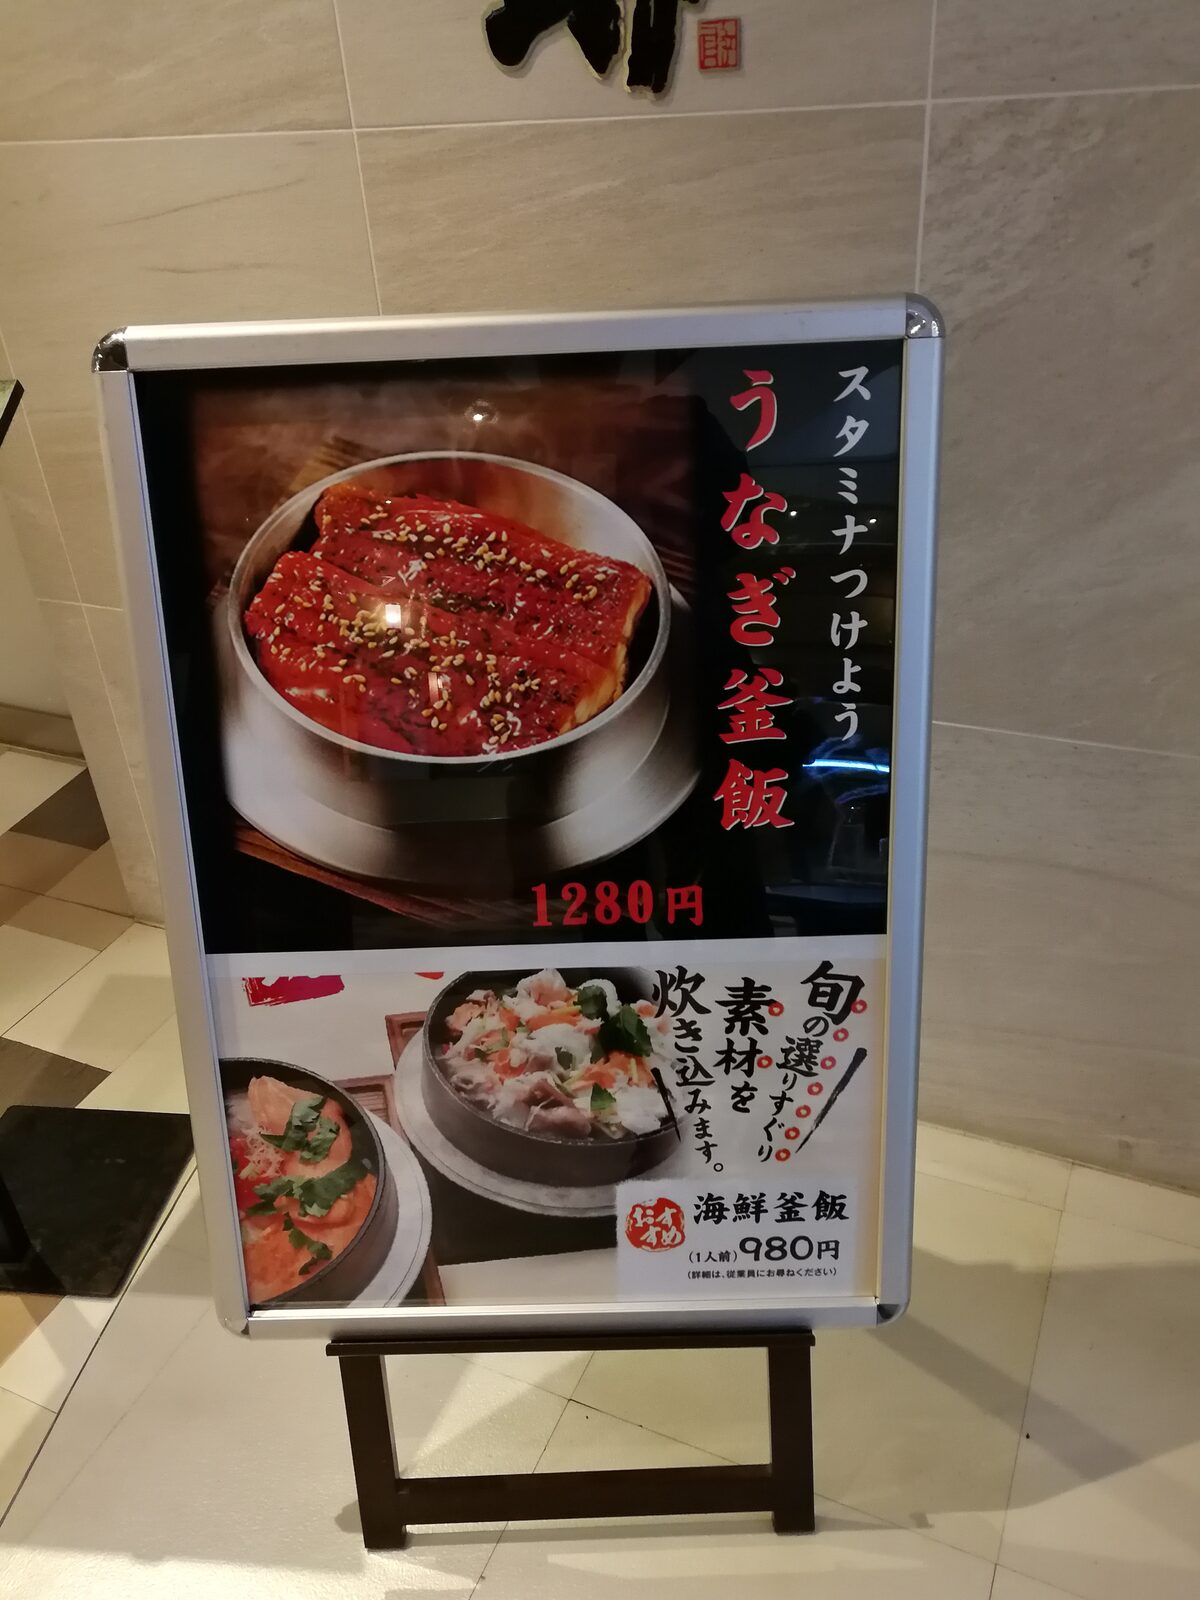 スタミナつけよう
うなぎ釜飯
1280円
旬の選りすぐり
素材を
炊き込みます。
おすすめ
海鮮釜飯
(1人前)980円
(詳細は、従業員にお尋ねください)